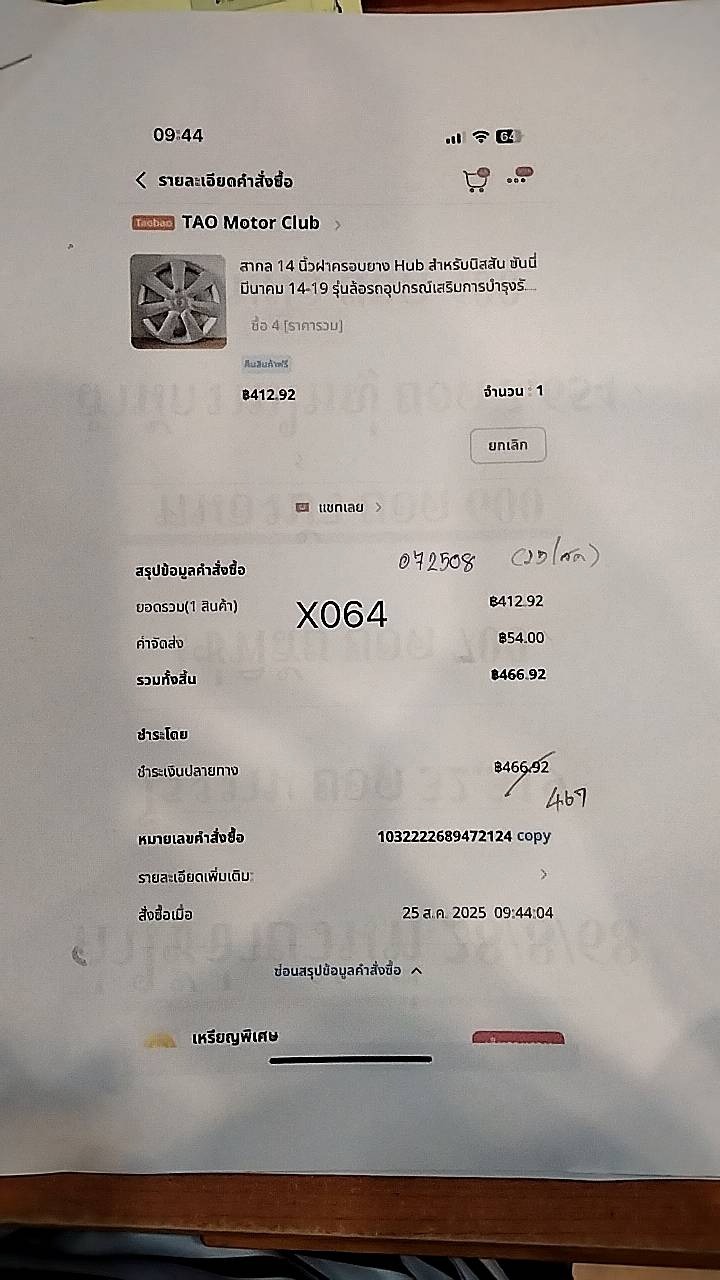 09:44 64
รายละเอียดคำสั่งซื้อ
Taobao TAO Motor Club
สากล 14 นิ้วฝาครอบยาง Hub สำหรับนิสสัน ซันนี่
มีนาคม 14-19 รุ่นล้อรถอุปกรณ์เสริมการบำรุงรั...
ซื้อ 4 [ราคารวม]
คืนสินค้าฟรี
฿412.92 จำนวน : 1
ยกเลิก
แชทเลย
072508
สรุปข้อมูลคำสั่งซื้อ
ยอดรวม(1 สินค้า) ฿412.92
X064
ค่าจัดส่ง ฿54.00
รวมทั้งสิ้น ฿466.92
ชำระโดย
ชำระเงินปลายทาง ฿466.92
467
หมายเลขคำสั่งซื้อ 1032222689472124 copy
รายละเอียดเพิ่มเติม
สั่งซื้อเมื่อ 25 ส.ค. 2025 09:44:04
ซ่อนสรุปข้อมูลคำสั่งซื้อ
เหรียญพิเศษ